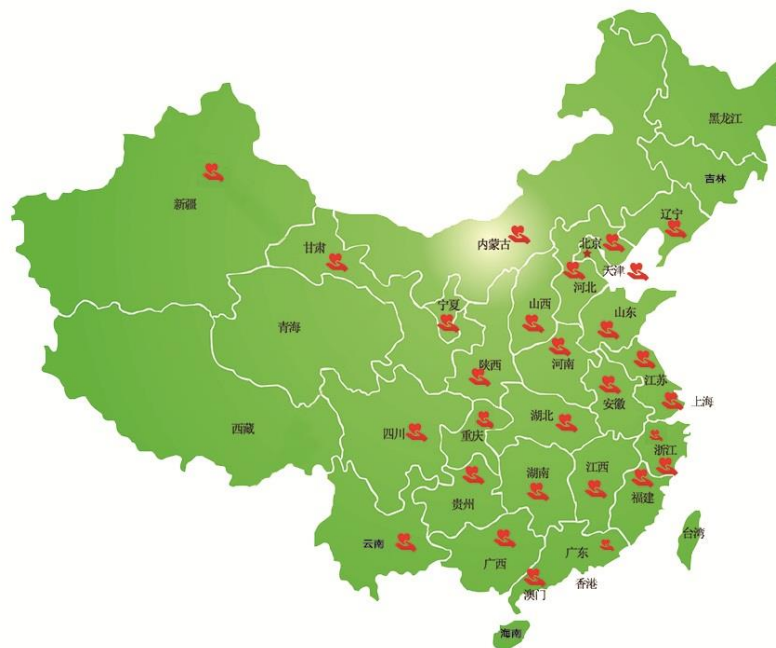 黑龙江
吉林
辽宁
新疆
内蒙古
北京
甘肃
天津
河北
宁夏
山西
山东
青海
陕西
河南
江苏
安徽
上海
西藏
四川
重庆
湖北
浙江
湖南
江西
贵州
福建
云南
广西
广东
台湾
香港
澳门
海南